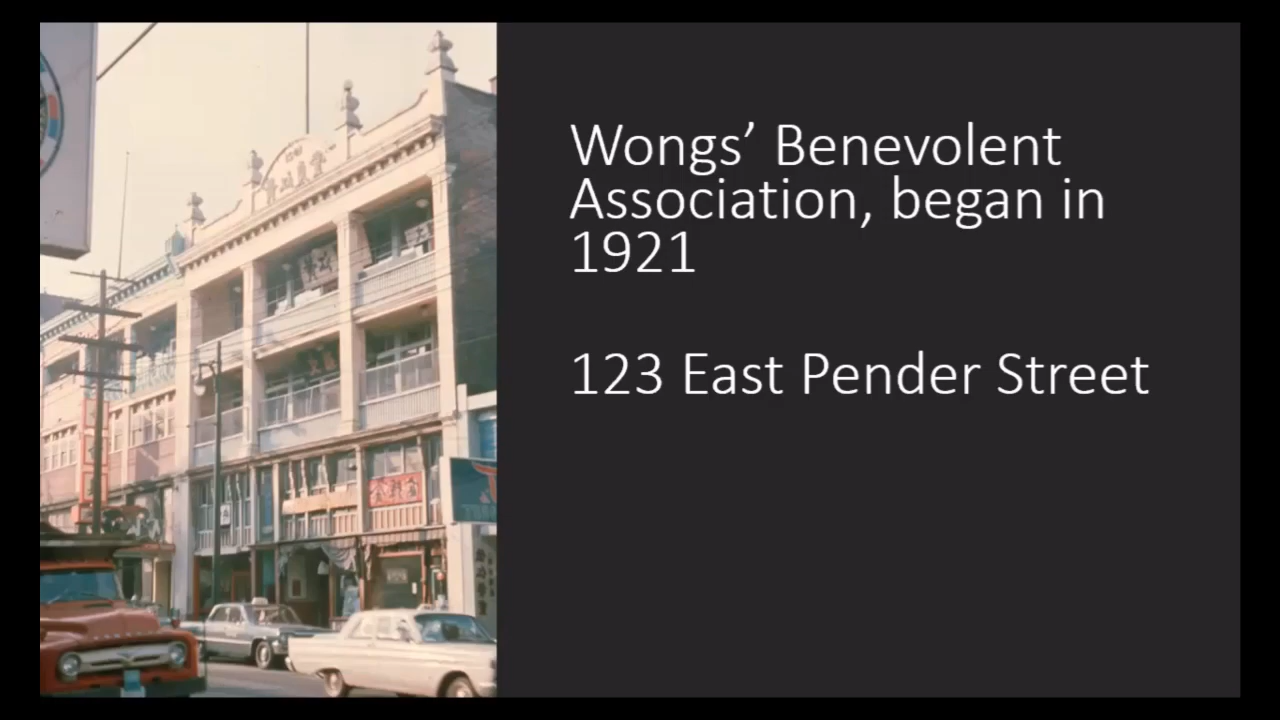 Wongs’ Benevolent
Association, began in
1921
123 East Pender Street